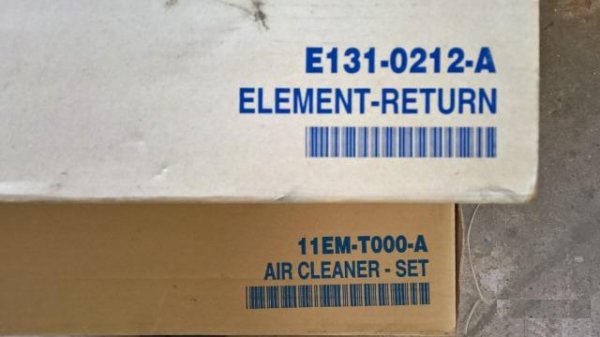 E131-0212-A
ELEMENT-RETURN
11EM-T000-A
AIR CLEANER - SET